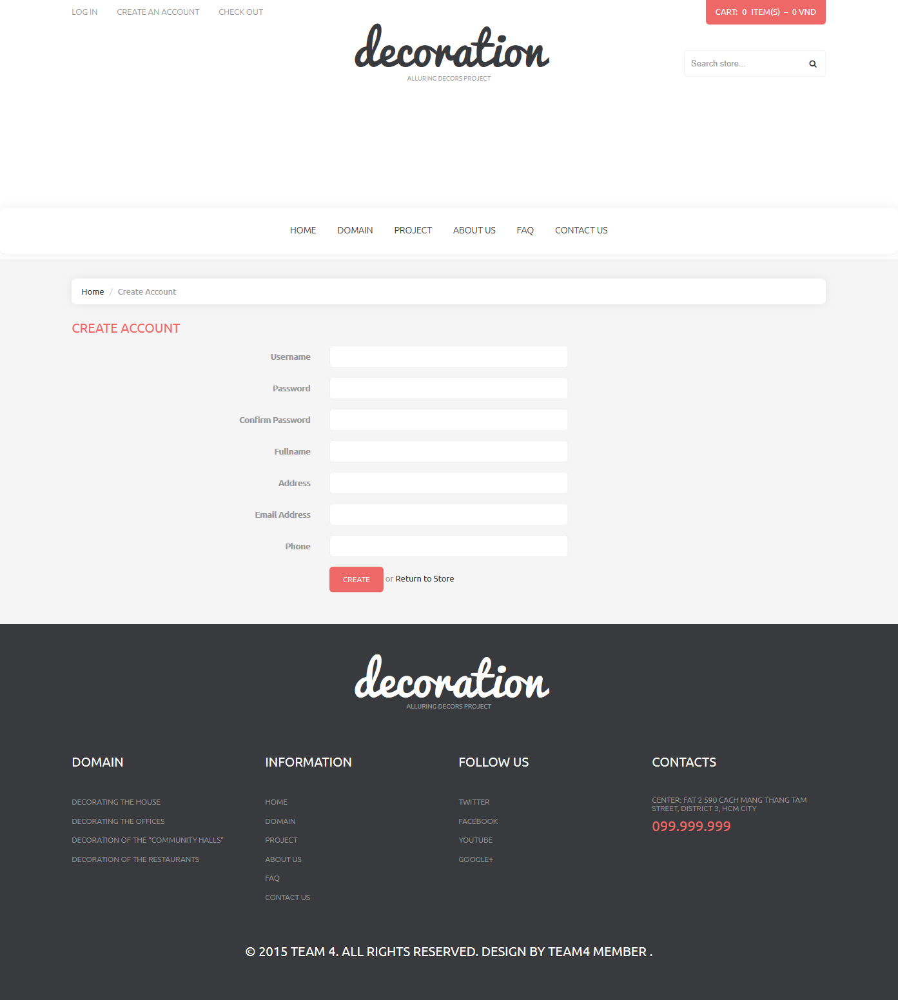 LOG IN CREATE AN ACCOUNT CHECK OUT CART: 0 ITEM(S) – 0 VND
decoration
ALLURING DECORS PROJECT
Search store...
HOME DOMAIN PROJECT ABOUT US FAQ CONTACT US
Home / Create Account
CREATE ACCOUNT
Username
Password
Confirm Password
Fullname
Address
Email Address
Phone
CREATE or Return to Store
decoration
ALLURING DECORS PROJECT
DOMAIN
DECORATING THE HOUSE
DECORATING THE OFFICES
DECORATION OF THE “COMMUNITY HALLS”
DECORATION OF THE RESTAURANTS
INFORMATION
HOME
DOMAIN
PROJECT
ABOUT US
FAQ
CONTACT US
FOLLOW US
TWITTER
FACEBOOK
YOUTUBE
GOOGLE+
CONTACTS
CENTER: FAT 2 590 CACH MANG THANG TAM
STREET, DISTRICT 3, HCM CITY
099.999.999
© 2015 TEAM 4. ALL RIGHTS RESERVED. DESIGN BY TEAM4 MEMBER .